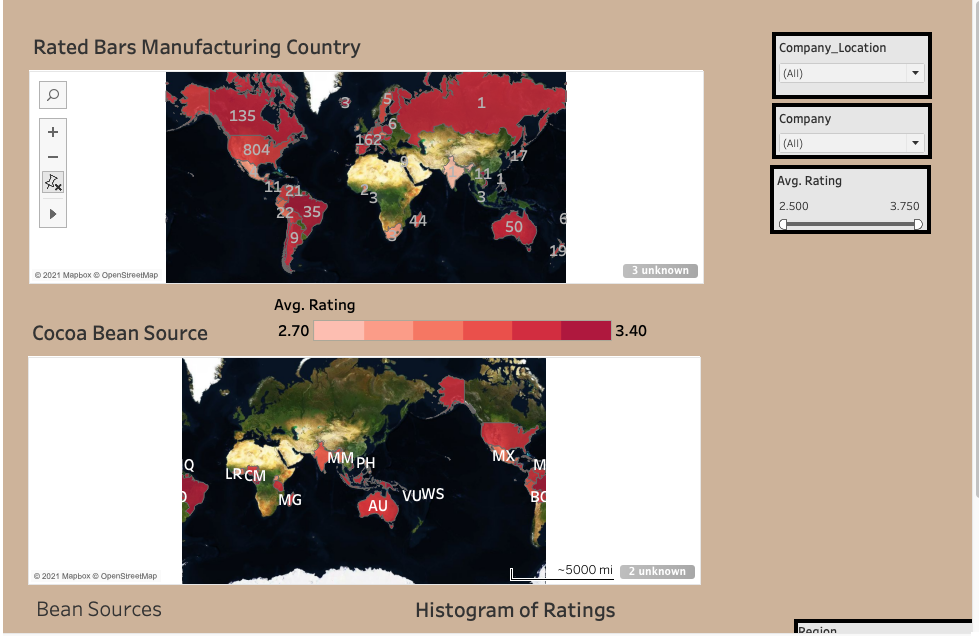 Rated Bars Manufacturing Country
Company_Location
(All)
Company
(All)
Avg. Rating
2.500 3.750
135
804
3
5
1
6
162
17
11
1
3
11
21
22
35
9
2
3
44
50
19
© 2021 Mapbox © OpenStreetMap
3 unknown
Avg. Rating
2.70 3.40
Cocoa Bean Source
LR CM
MG
MM PH
AU
VU WS
MX
~5000 mi
© 2021 Mapbox © OpenStreetMap
2 unknown
Bean Sources
Histogram of Ratings
Region